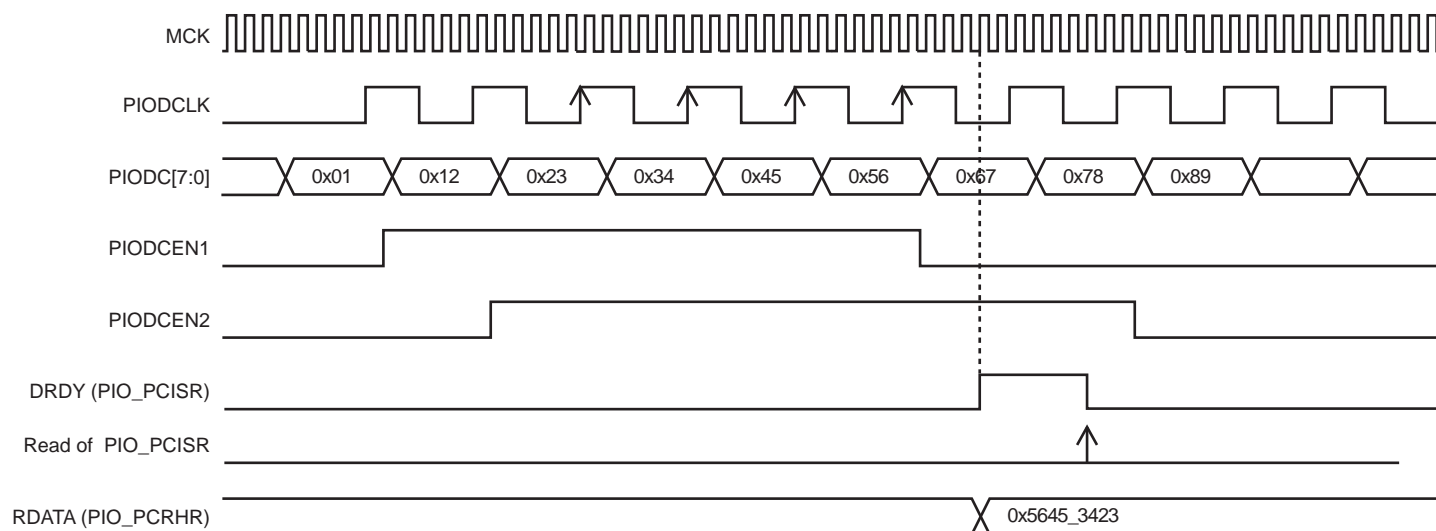 MCK
PIODCLK
PIODC[7:0] 0x01 0x12 0x23 0x34 0x45 0x56 0x67 0x78 0x89
PIODCEN1
PIODCEN2
DRDY (PIO_PCISR)
Read of PIO_PCISR
RDATA (PIO_PCRHR) 0x5645_3423